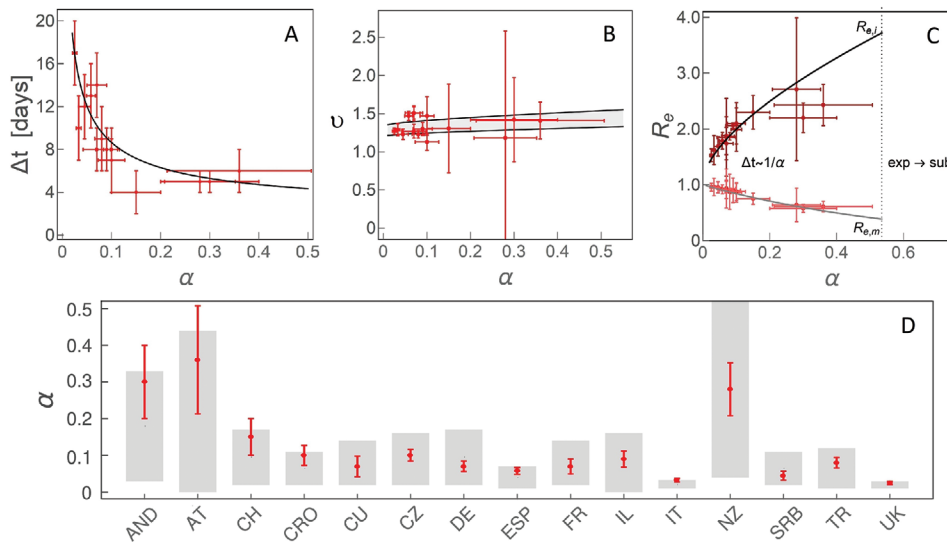 20
16
12
8
4
0
Δt [days]
A
0
0.1
0.2
0.3
0.4
0.5
α
2.5
2.0
1.5
1.0
0.5
0
υ
B
0
0.1
0.2
0.3
0.4
0.5
α
4.0
3.0
2.0
1.0
0
R_e
C
R_e,i
Δt~1/α
exp → sub
R_e,m
0
0.2
0.4
0.6
α
0.5
0.4
0.3
0.2
0.1
0
α
D
AND
AT
CH
CRO
CU
CZ
DE
ESP
FR
IL
IT
NZ
SRB
TR
UK